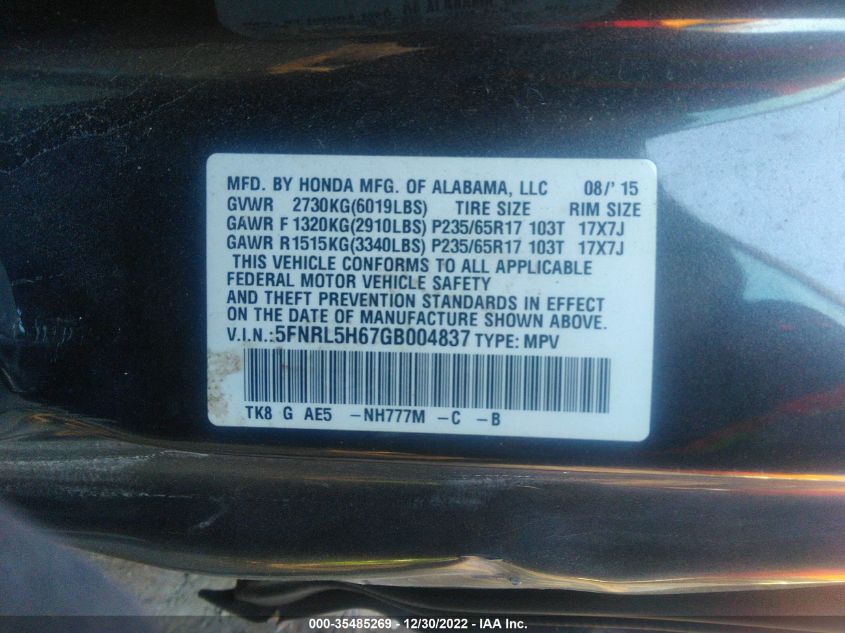 MFD. BY HONDA MFG. OF ALABAMA, LLC 08/' 15
GVWR 2730KG(6019LBS) TIRE SIZE RIM SIZE
GAWR F 1320KG(2910LBS) P235/65R17 103T 17X7J
GAWR R1515KG(3340LBS) P235/65R17 103T 17X7J
THIS VEHICLE CONFORMS TO ALL APPLICABLE
FEDERAL MOTOR VEHICLE SAFETY
AND THEFT PREVENTION STANDARDS IN EFFECT
ON THE DATE OF MANUFACTURE SHOWN ABOVE.
V.I.N.:5FNRL5H67GB004837 TYPE: MPV
TK8 G AE5 -NH777M -C -B
000-35485269 - 12/30/2022 - IAA Inc.